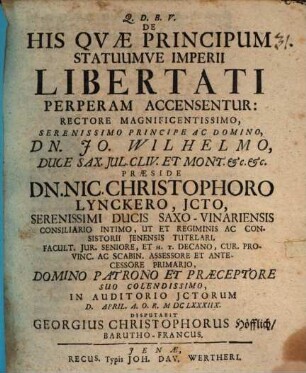 Q. D. B. V.
DE
HIS QVÆ PRINCIPUM
STATUUMVE IMPERII
LIBERTATI
PERPERAM ACCENSENTUR:
RECTORE MAGNIFICENTISSIMO,
SERENISSIMO PRINCIPE AC DOMINO,
DN. JO. WILHELMO,
DUCE SAX. JUL. CLIV. ET MONT. &c. &c.
PRÆSIDE
DN. NIC. CHRISTOPHORO
LYNCKERO, JCTO,
SERENISSIMI DUCIS SAXO-VINARIENSIS
CONSILIARIO INTIMO, UT ET REGIMINIS AC CON-
SISTORII JENENSIS TUTELARI,
FACULT. JUR. SENIORE, ET H. T. DECANO, CUR. PRO-
VINC. AC SCABIN. ASSESSORE ET ANTE-
CESSORE PRIMARIO,
DOMINO PATRONO ET PRÆCEPTORE
SUO COLENDISSIMO,
IN AUDITORIO JCTORUM
D. APRIL. A. O. R. M DC LXXXIIX.
DISPUTABIT
GEORGIUS CHRISTOPHORUS Höfflich/
BARUTHO-FRANCUS.
JENÆ,
RECUS. Typis JOH. DAV. WERTHERI.